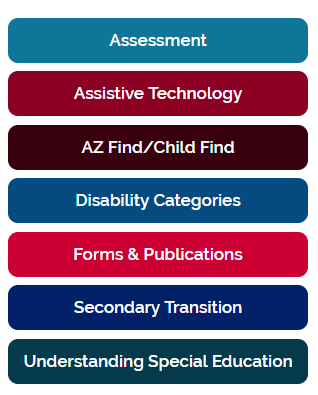 Assessment
Assistive Technology
AZ Find/Child Find
Disability Categories
Forms & Publications
Secondary Transition
Understanding Special Education